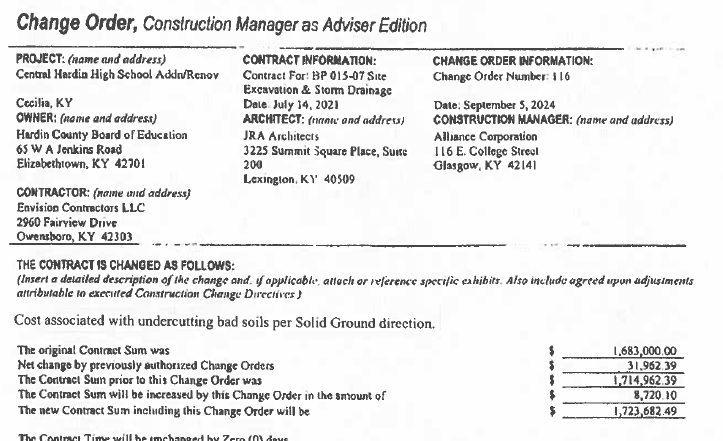 Change Order, Construction Manager as Adviser Edition
PROJECT: (name and address)
Central Hardin High School Addn/Renov
Cecilia, KY
OWNER: (name and address)
Hardin County Board of Education
65 W A Jenkins Road
Elizabethtown, KY 42701
CONTRACTOR: (name and address)
Envision Contractors LLC
2960 Fairview Drive
Owensboro, KY 42303
CONTRACT INFORMATION:
Contract For: BP 015-07 Site
Excavation & Storm Drainage
Date: July 14, 2021
ARCHITECT: (name and address)
JRA Architects
3225 Summit Square Place, Suite
200
Lexington, KY 40509
CHANGE ORDER INFORMATION:
Change Order Number: 116
Date: September 5, 2024
CONSTRUCTION MANAGER: (name and address)
Alliance Corporation
116 E. College Street
Glasgow, KY 42141
THE CONTRACT IS CHANGED AS FOLLOWS:
(Insert a detailed description of the change and, if applicable, attach or reference specific exhibits. Also include agreed upon adjustments
attributable to executed Construction Change Directives.)
Cost associated with undercutting bad soils per Solid Ground direction.
The original Contract Sum was $ 1,683,000.00
Net change by previously authorized Change Orders $ 31,962.39
The Contract Sum prior to this Change Order was $ 1,714,962.39
The Contract Sum will be increased by this Change Order in the amount of $ 8,720.10
The new Contract Sum including this Change Order will be $ 1,723,682.49
The Contract Time will be unchanged by Zero (0) days